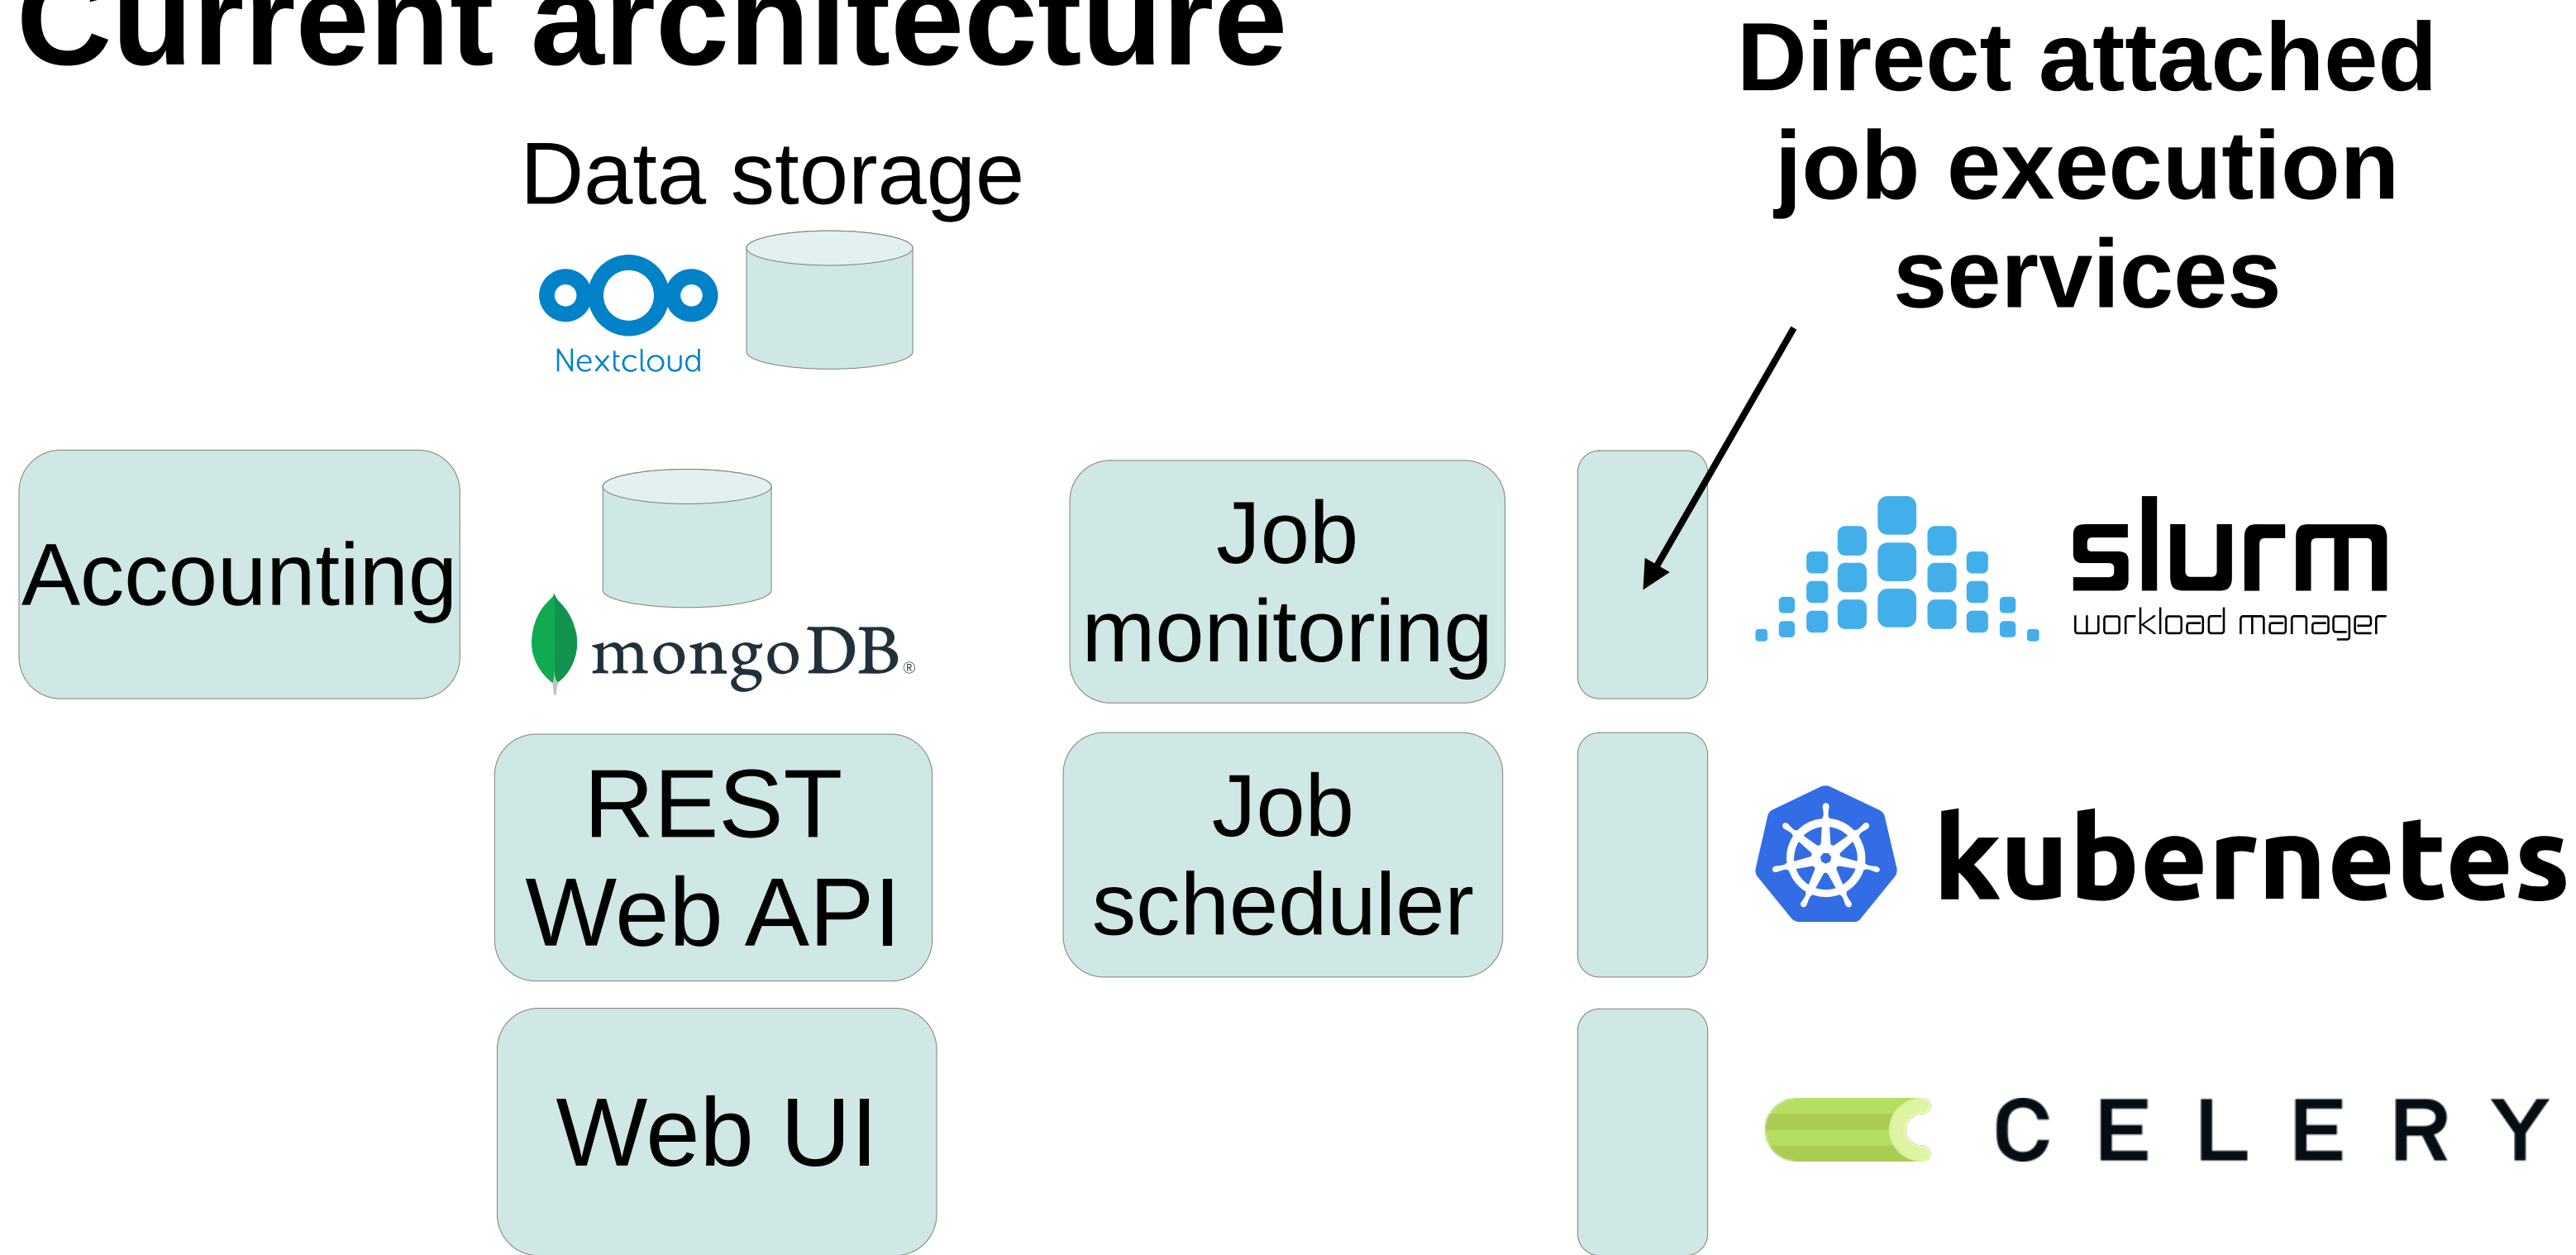 Current architecture
Direct attached
job execution
services
Data storage
Nextcloud
Accounting
mongoDB®
Job
monitoring
slurm
workload manager
REST
Web API
Job
scheduler
kubernetes
Web UI
CELERY